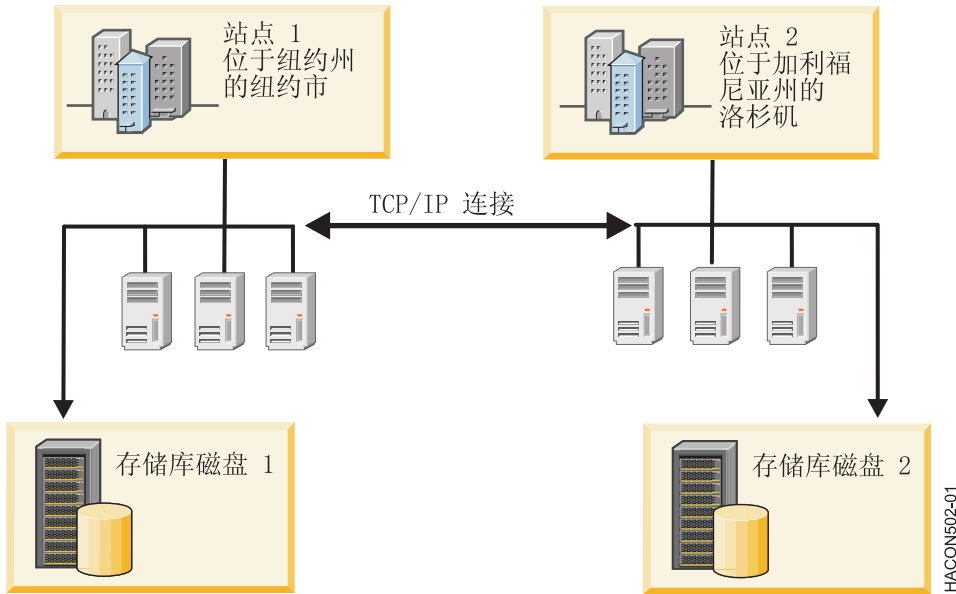 站点 1
位于纽约州
的纽约市
站点 2
位于加利福
尼亚州的
洛杉矶
TCP/IP 连接
存储库磁盘 1
存储库磁盘 2
HACON502-01